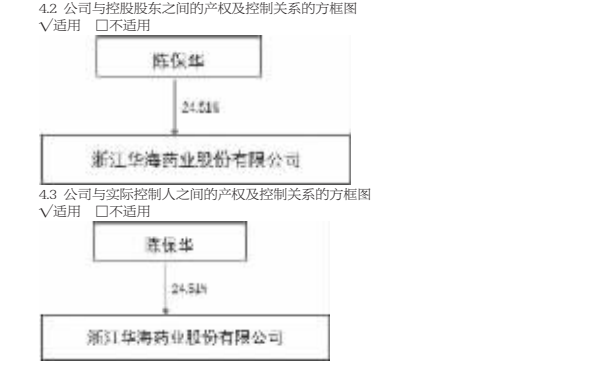 4.2 公司与控股股东之间的产权及控制关系的方框图
√适用 □不适用
陈保华
24.51%
浙江华海药业股份有限公司
4.3 公司与实际控制人之间的产权及控制关系的方框图
√适用 □不适用
陈保华
24.51%
浙江华海药业股份有限公司